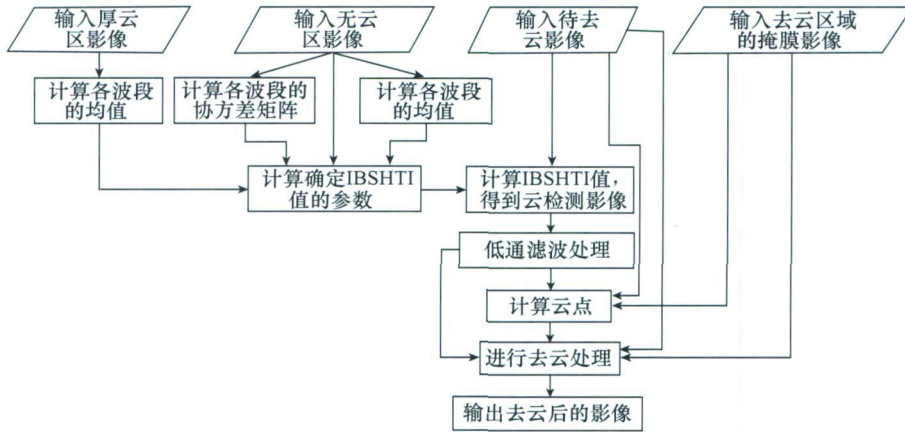 输入厚云
区影像
输入无云
区影像
输入待去
云影像
输入去云区域
的掩膜影像
计算各波段
的均值
计算各波段的
协方差矩阵
计算各波段
的均值
计算确定IBSHTI
值的参数
计算IBSHTI值，
得到云检测影像
低通滤波处理
计算云点
进行去云处理
输出去云后的影像